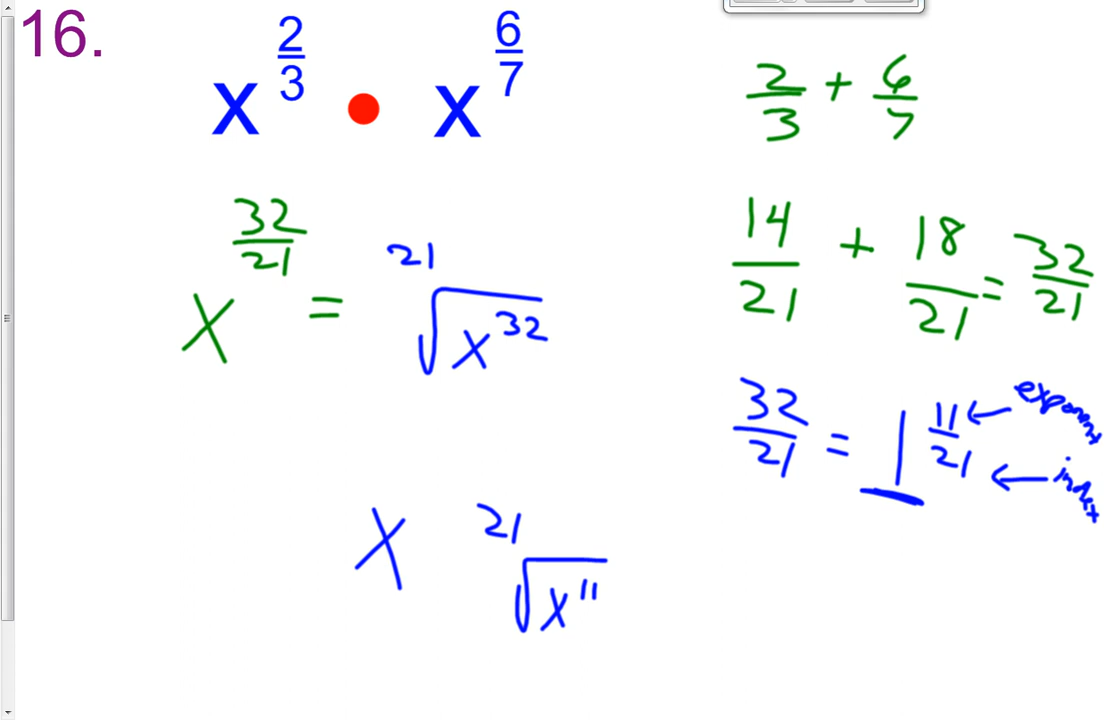 16. x^(2/3) • x^(6/7)
2/3 + 6/7
x^(32/21) = ²¹√(x^32)
14/21 + 18/21 = 32/21
32/21 = 1 11/21 ← exponent
← index
x ²¹√(x^11)